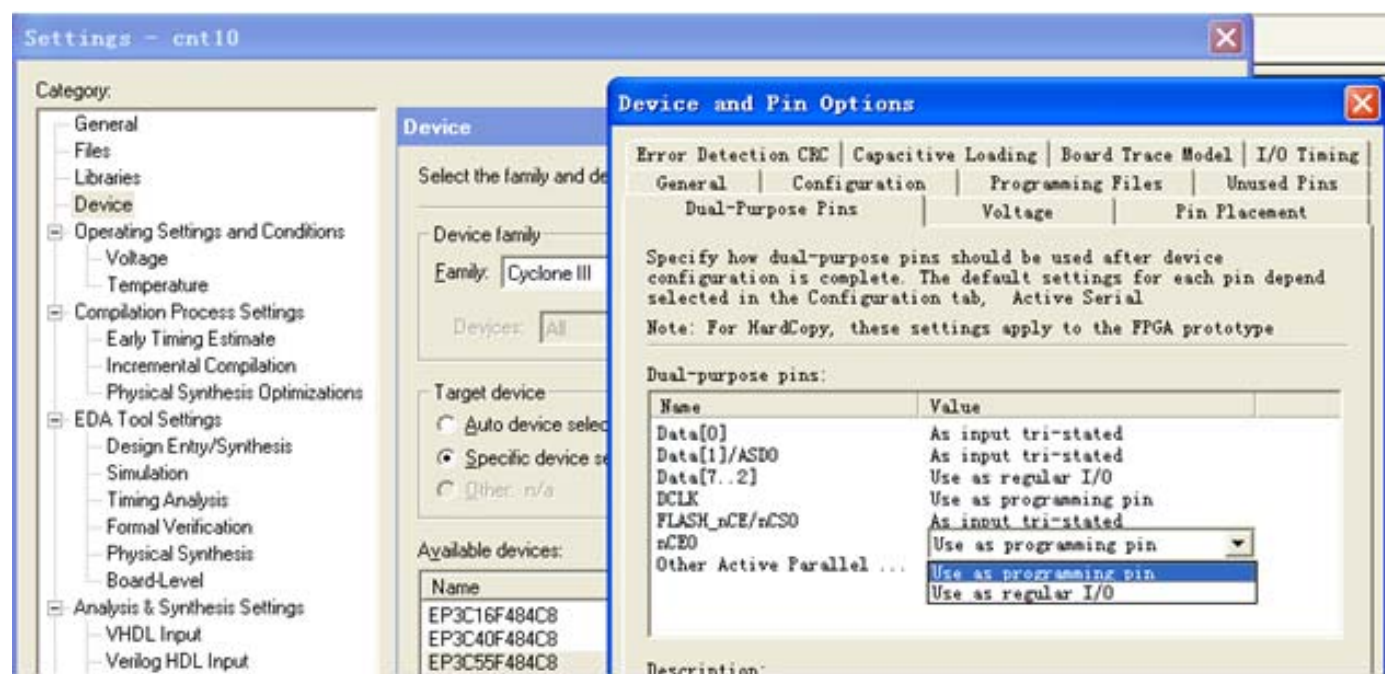 Settings - cnt10
Category:
General
Files
Libraries
Device
Operating Settings and Conditions
Voltage
Temperature
Compilation Process Settings
Early Timing Estimate
Incremental Compilation
Physical Synthesis Optimizations
EDA Tool Settings
Design Entry/Synthesis
Simulation
Timing Analysis
Formal Verification
Physical Synthesis
Board-Level
Analysis & Synthesis Settings
VHDL Input
Verilog HDL Input
Device
Select the family and de
Device family
Family: Cyclone III
Devices: All
Target device
Auto device selec
Specific device se
Other: n/a
Available devices:
Name
EP3C16F484C8
EP3C40F484C8
EP3C55F484C8
Device and Pin Options
Error Detection CRC Capacitive Loading Board Trace Model I/O Timing
General Configuration Programming Files Unused Pins
Dual-Purpose Pins Voltage Pin Placement
Specify how dual-purpose pins should be used after device
configuration is complete. The default settings for each pin depend
selected in the Configuration tab, Active Serial
Note: For HardCopy, these settings apply to the FPGA prototype
Dual-purpose pins:
Name Value
Data[0] As input tri-stated
Data[1]/ASDO As input tri-stated
Data[7..2] Use as regular I/O
DCLK Use as programming pin
FLASH_nCE/nCSO As input tri-stated
nCEO Use as programming pin
Other Active Parallel ... Use as programming pin
Use as regular I/O
Description: